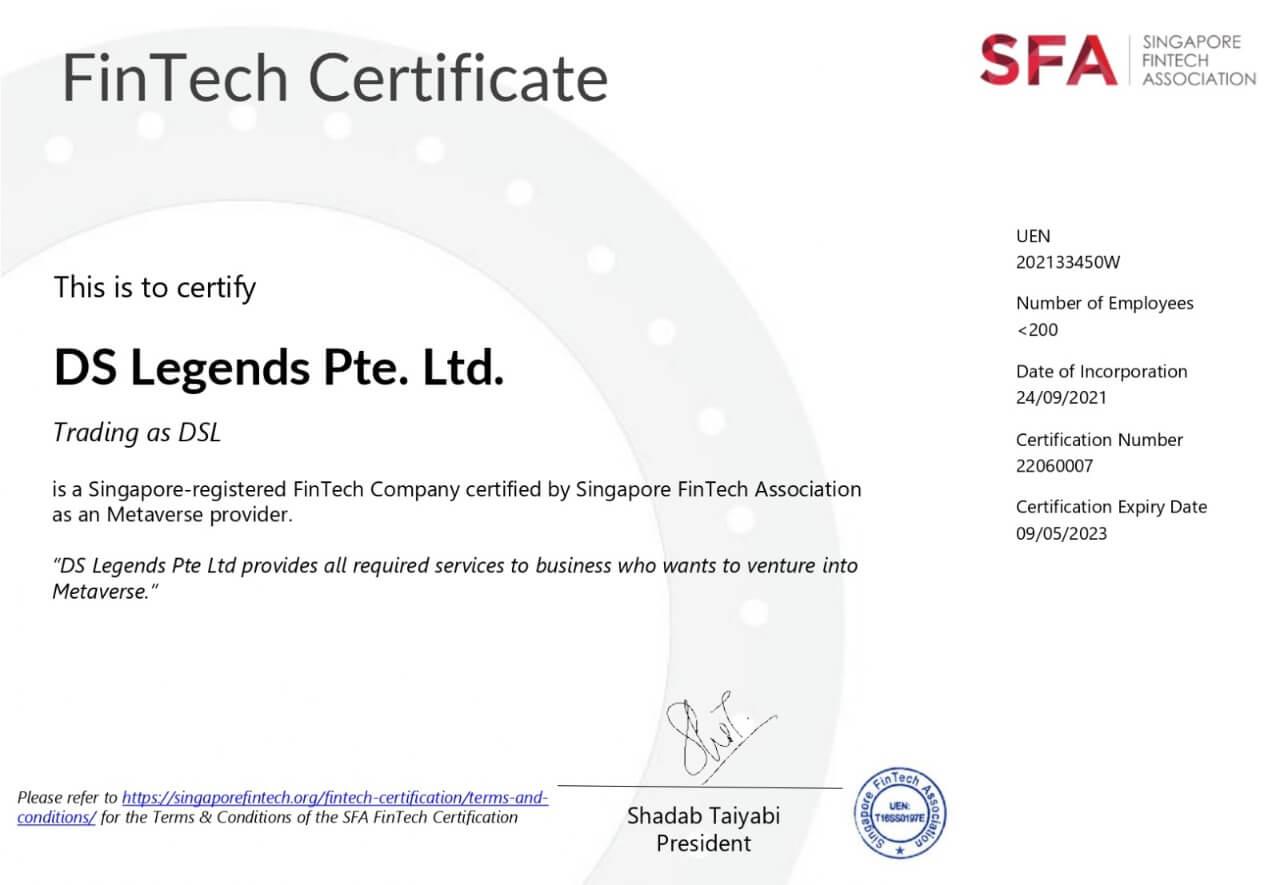 FinTech Certificate
SFA
SINGAPORE
FINTECH
ASSOCIATION
This is to certify
DS Legends Pte. Ltd.
Trading as DSL
is a Singapore-registered FinTech Company certified by Singapore FinTech Association
as an Metaverse provider.
"DS Legends Pte Ltd provides all required services to business who wants to venture into
Metaverse."
UEN
202133450W
Number of Employees
<200
Date of Incorporation
24/09/2021
Certification Number
22060007
Certification Expiry Date
09/05/2023
Please refer to https://singaporefintech.org/fintech-certification/terms-and-
conditions/ for the Terms & Conditions of the SFA FinTech Certification
Shadab Taiyabi
President
Singapore FinTech Association
UEN:
T16SS0197E